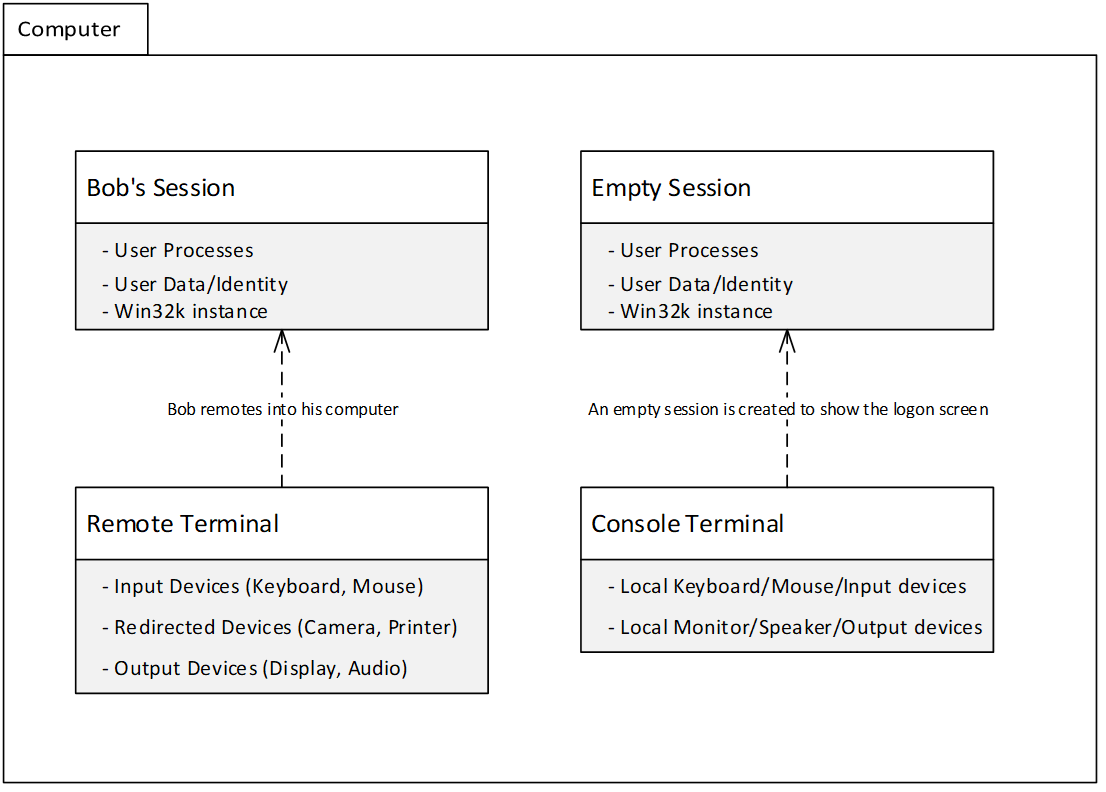 Computer
Bob's Session
- User Processes
- User Data/Identity
- Win32k instance
Empty Session
- User Processes
- User Data/Identity
- Win32k instance
Bob remotes into his computer
An empty session is created to show the logon screen
Remote Terminal
- Input Devices (Keyboard, Mouse)
- Redirected Devices (Camera, Printer)
- Output Devices (Display, Audio)
Console Terminal
- Local Keyboard/Mouse/Input devices
- Local Monitor/Speaker/Output devices